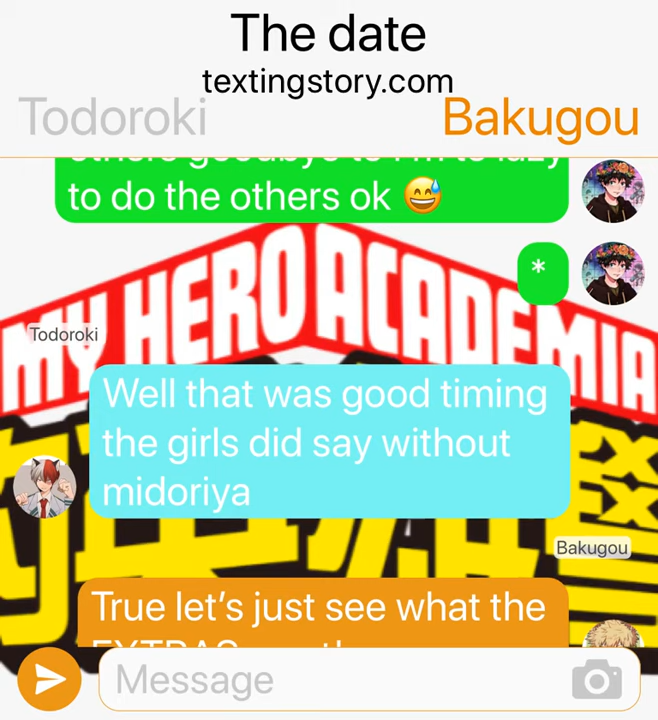 The date
textingstory.com
Todoroki
Bakugou
to do the others ok 😅
*
MY HERO ACADEMIA
Todoroki
Well that was good timing
the girls did say without
midoriya
Bakugou
True let's just see what the
Message